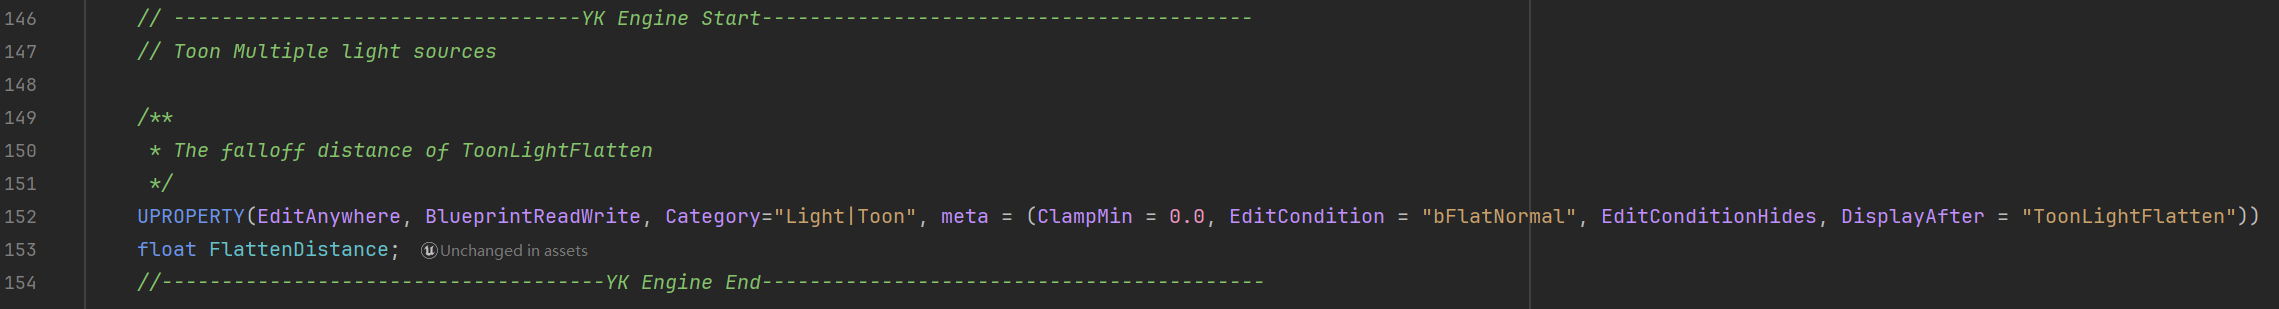 146 // ----------------------------------YK Engine Start-----------------------------------------
147 // Toon Multiple light sources
148
149 /**
150 * The falloff distance of ToonLightFlatten
151 */
152 UPROPERTY(EditAnywhere, BlueprintReadWrite, Category="Light|Toon", meta = (ClampMin = 0.0, EditCondition = "bFlatNormal", EditConditionHides, DisplayAfter = "ToonLightFlatten"))
153 float FlattenDistance; Unchanged in assets
154 //-------------------------------------YK Engine End------------------------------------------